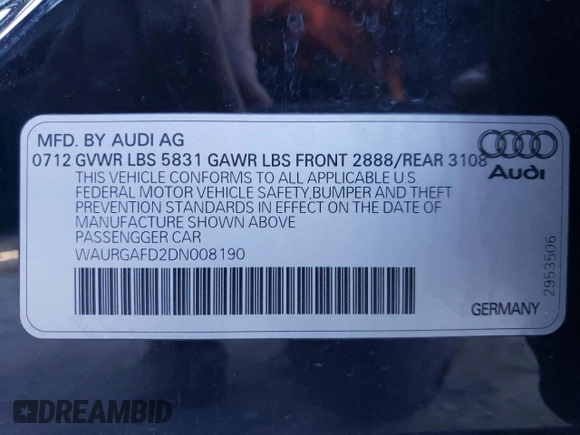 MFD. BY AUDI AG
0712 GVWR LBS 5831 GAWR LBS FRONT 2888/REAR 3108
THIS VEHICLE CONFORMS TO ALL APPLICABLE U.S
FEDERAL MOTOR VEHICLE SAFETY,BUMPER AND THEFT
PREVENTION STANDARDS IN EFFECT ON THE DATE OF
MANUFACTURE SHOWN ABOVE
PASSENGGER CAR
WAURGAFD2DN008190
Audi
2953506
GERMANY
DREAMBID